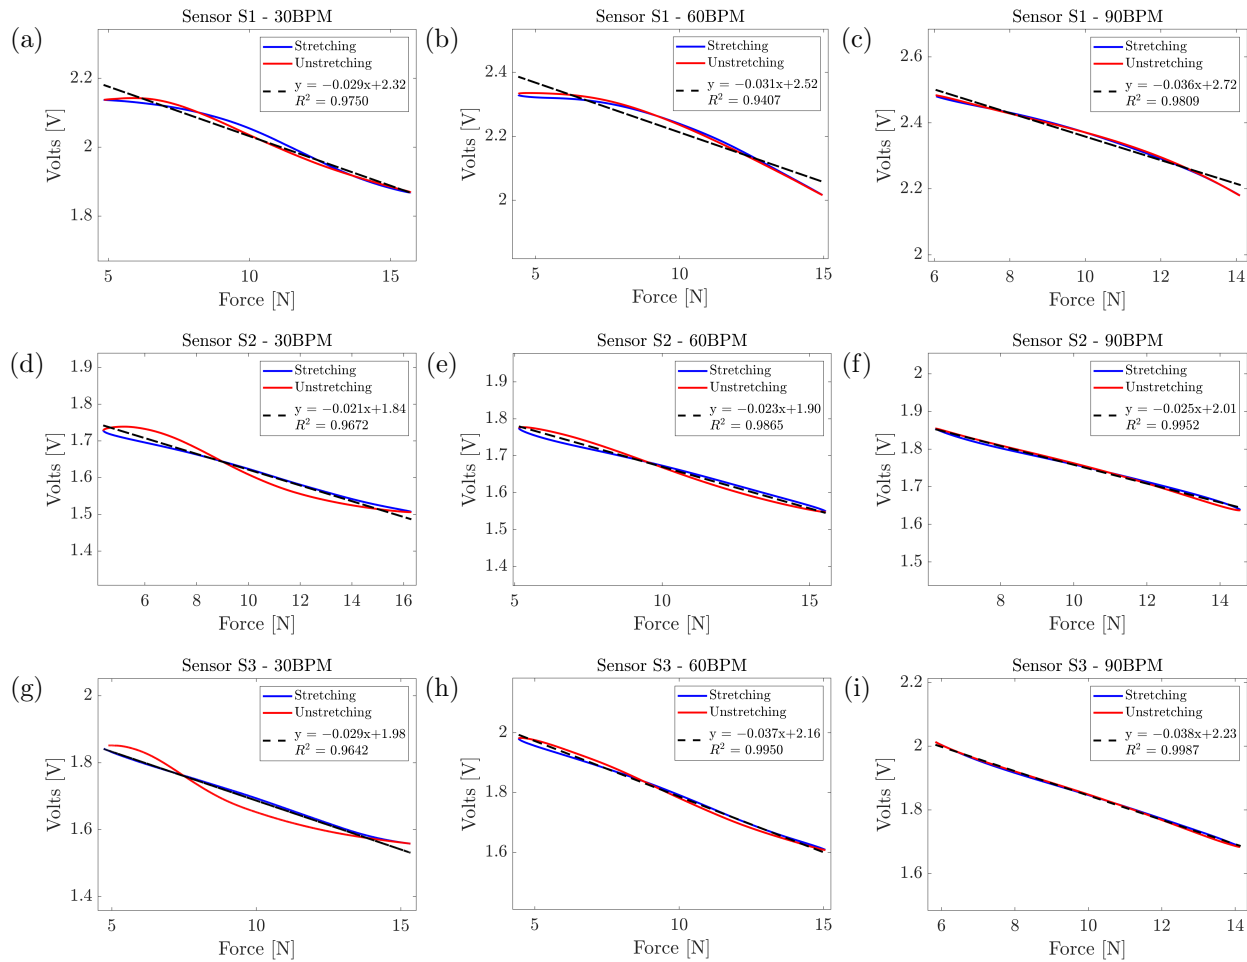 Sensor S1 - 30BPM
(a)
Stretching
Unstretching
y = −0.029x+2.32
R² = 0.9750
2.2
2
1.8
Volts [V]
5 10 15
Force [N]
Sensor S1 - 60BPM
(b)
Stretching
Unstretching
y = −0.031x+2.52
R² = 0.9407
2.4
2.2
2
Volts [V]
5 10 15
Force [N]
Sensor S1 - 90BPM
(c)
Stretching
Unstretching
y = −0.036x+2.72
R² = 0.9809
2.6
2.4
2.2
2
Volts [V]
6 8 10 12 14
Force [N]
Sensor S2 - 30BPM
(d)
Stretching
Unstretching
y = −0.021x+1.84
R² = 0.9672
1.9
1.8
1.7
1.6
1.5
1.4
Volts [V]
6 8 10 12 14 16
Force [N]
Sensor S2 - 60BPM
(e)
Stretching
Unstretching
y = −0.023x+1.90
R² = 0.9865
1.9
1.8
1.7
1.6
1.5
1.4
Volts [V]
5 10 15
Force [N]
Sensor S2 - 90BPM
(f)
Stretching
Unstretching
y = −0.025x+2.01
R² = 0.9952
2
1.9
1.8
1.7
1.6
1.5
Volts [V]
8 10 12 14
Force [N]
Sensor S3 - 30BPM
(g)
Stretching
Unstretching
y = −0.029x+1.98
R² = 0.9642
2
1.8
1.6
1.4
Volts [V]
5 10 15
Force [N]
Sensor S3 - 60BPM
(h)
Stretching
Unstretching
y = −0.037x+2.16
R² = 0.9950
2
1.8
1.6
Volts [V]
5 10 15
Force [N]
Sensor S3 - 90BPM
(i)
Stretching
Unstretching
y = −0.038x+2.23
R² = 0.9987
2.2
2
1.8
1.6
Volts [V]
6 8 10 12 14
Force [N]